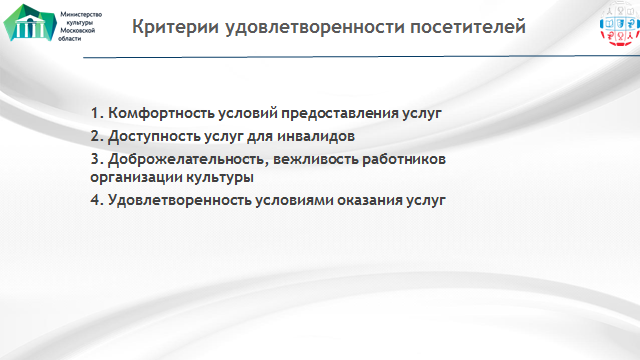 Министерство
культуры
Московской
области
Критерии удовлетворенности посетителей
1. Комфортность условий предоставления услуг
2. Доступность услуг для инвалидов
3. Доброжелательность, вежливость работников
организации культуры
4. Удовлетворенность условиями оказания услуг